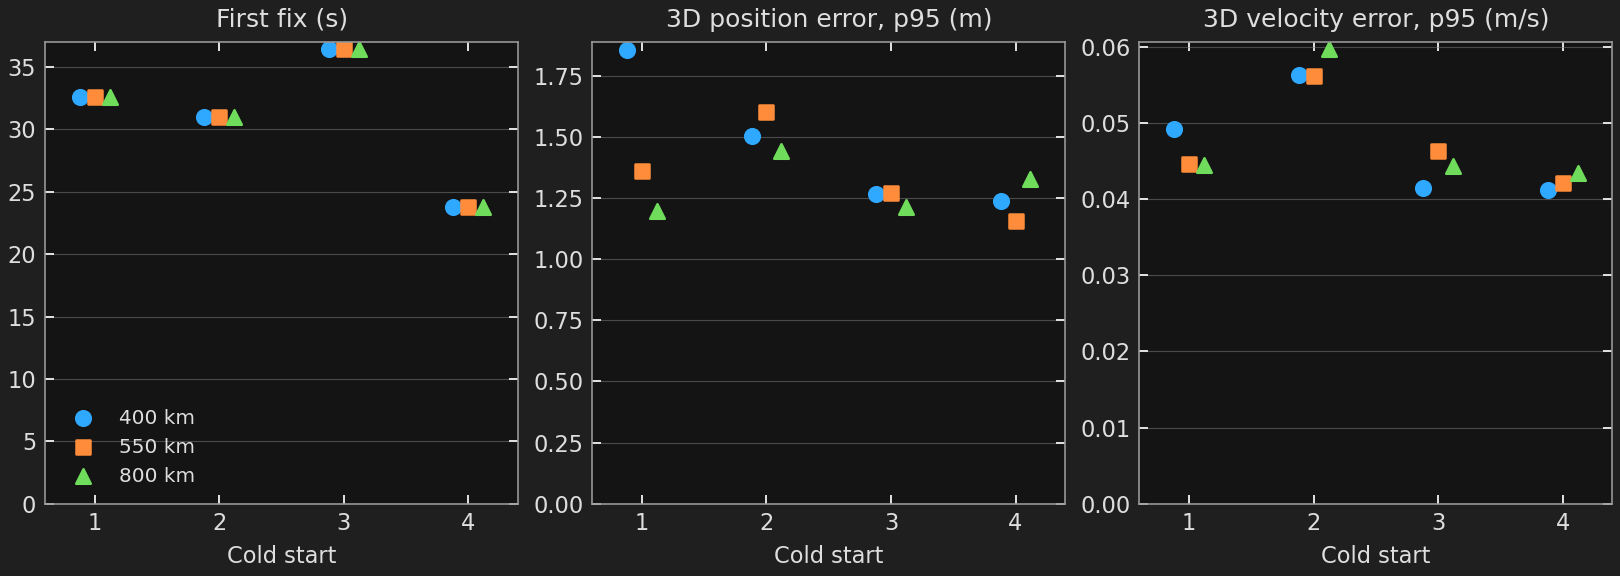 First fix (s)
35
30
25
20
15
10
5
0
400 km
550 km
800 km
1 2 3 4
Cold start
3D position error, p95 (m)
1.75
1.50
1.25
1.00
0.75
0.50
0.25
0.00
1 2 3 4
Cold start
3D velocity error, p95 (m/s)
0.06
0.05
0.04
0.03
0.02
0.01
0.00
1 2 3 4
Cold start